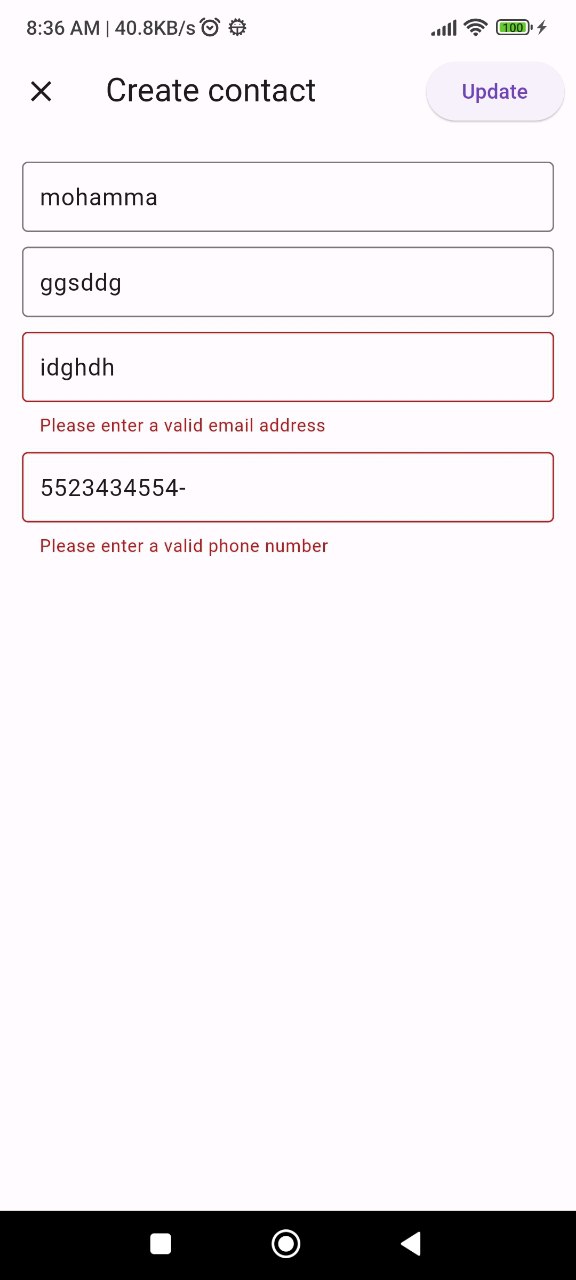 8:36 AM | 40.8KB/s
100
Create contact
Update
mohamma
ggsddg
idghdh
Please enter a valid email address
5523434554-
Please enter a valid phone number